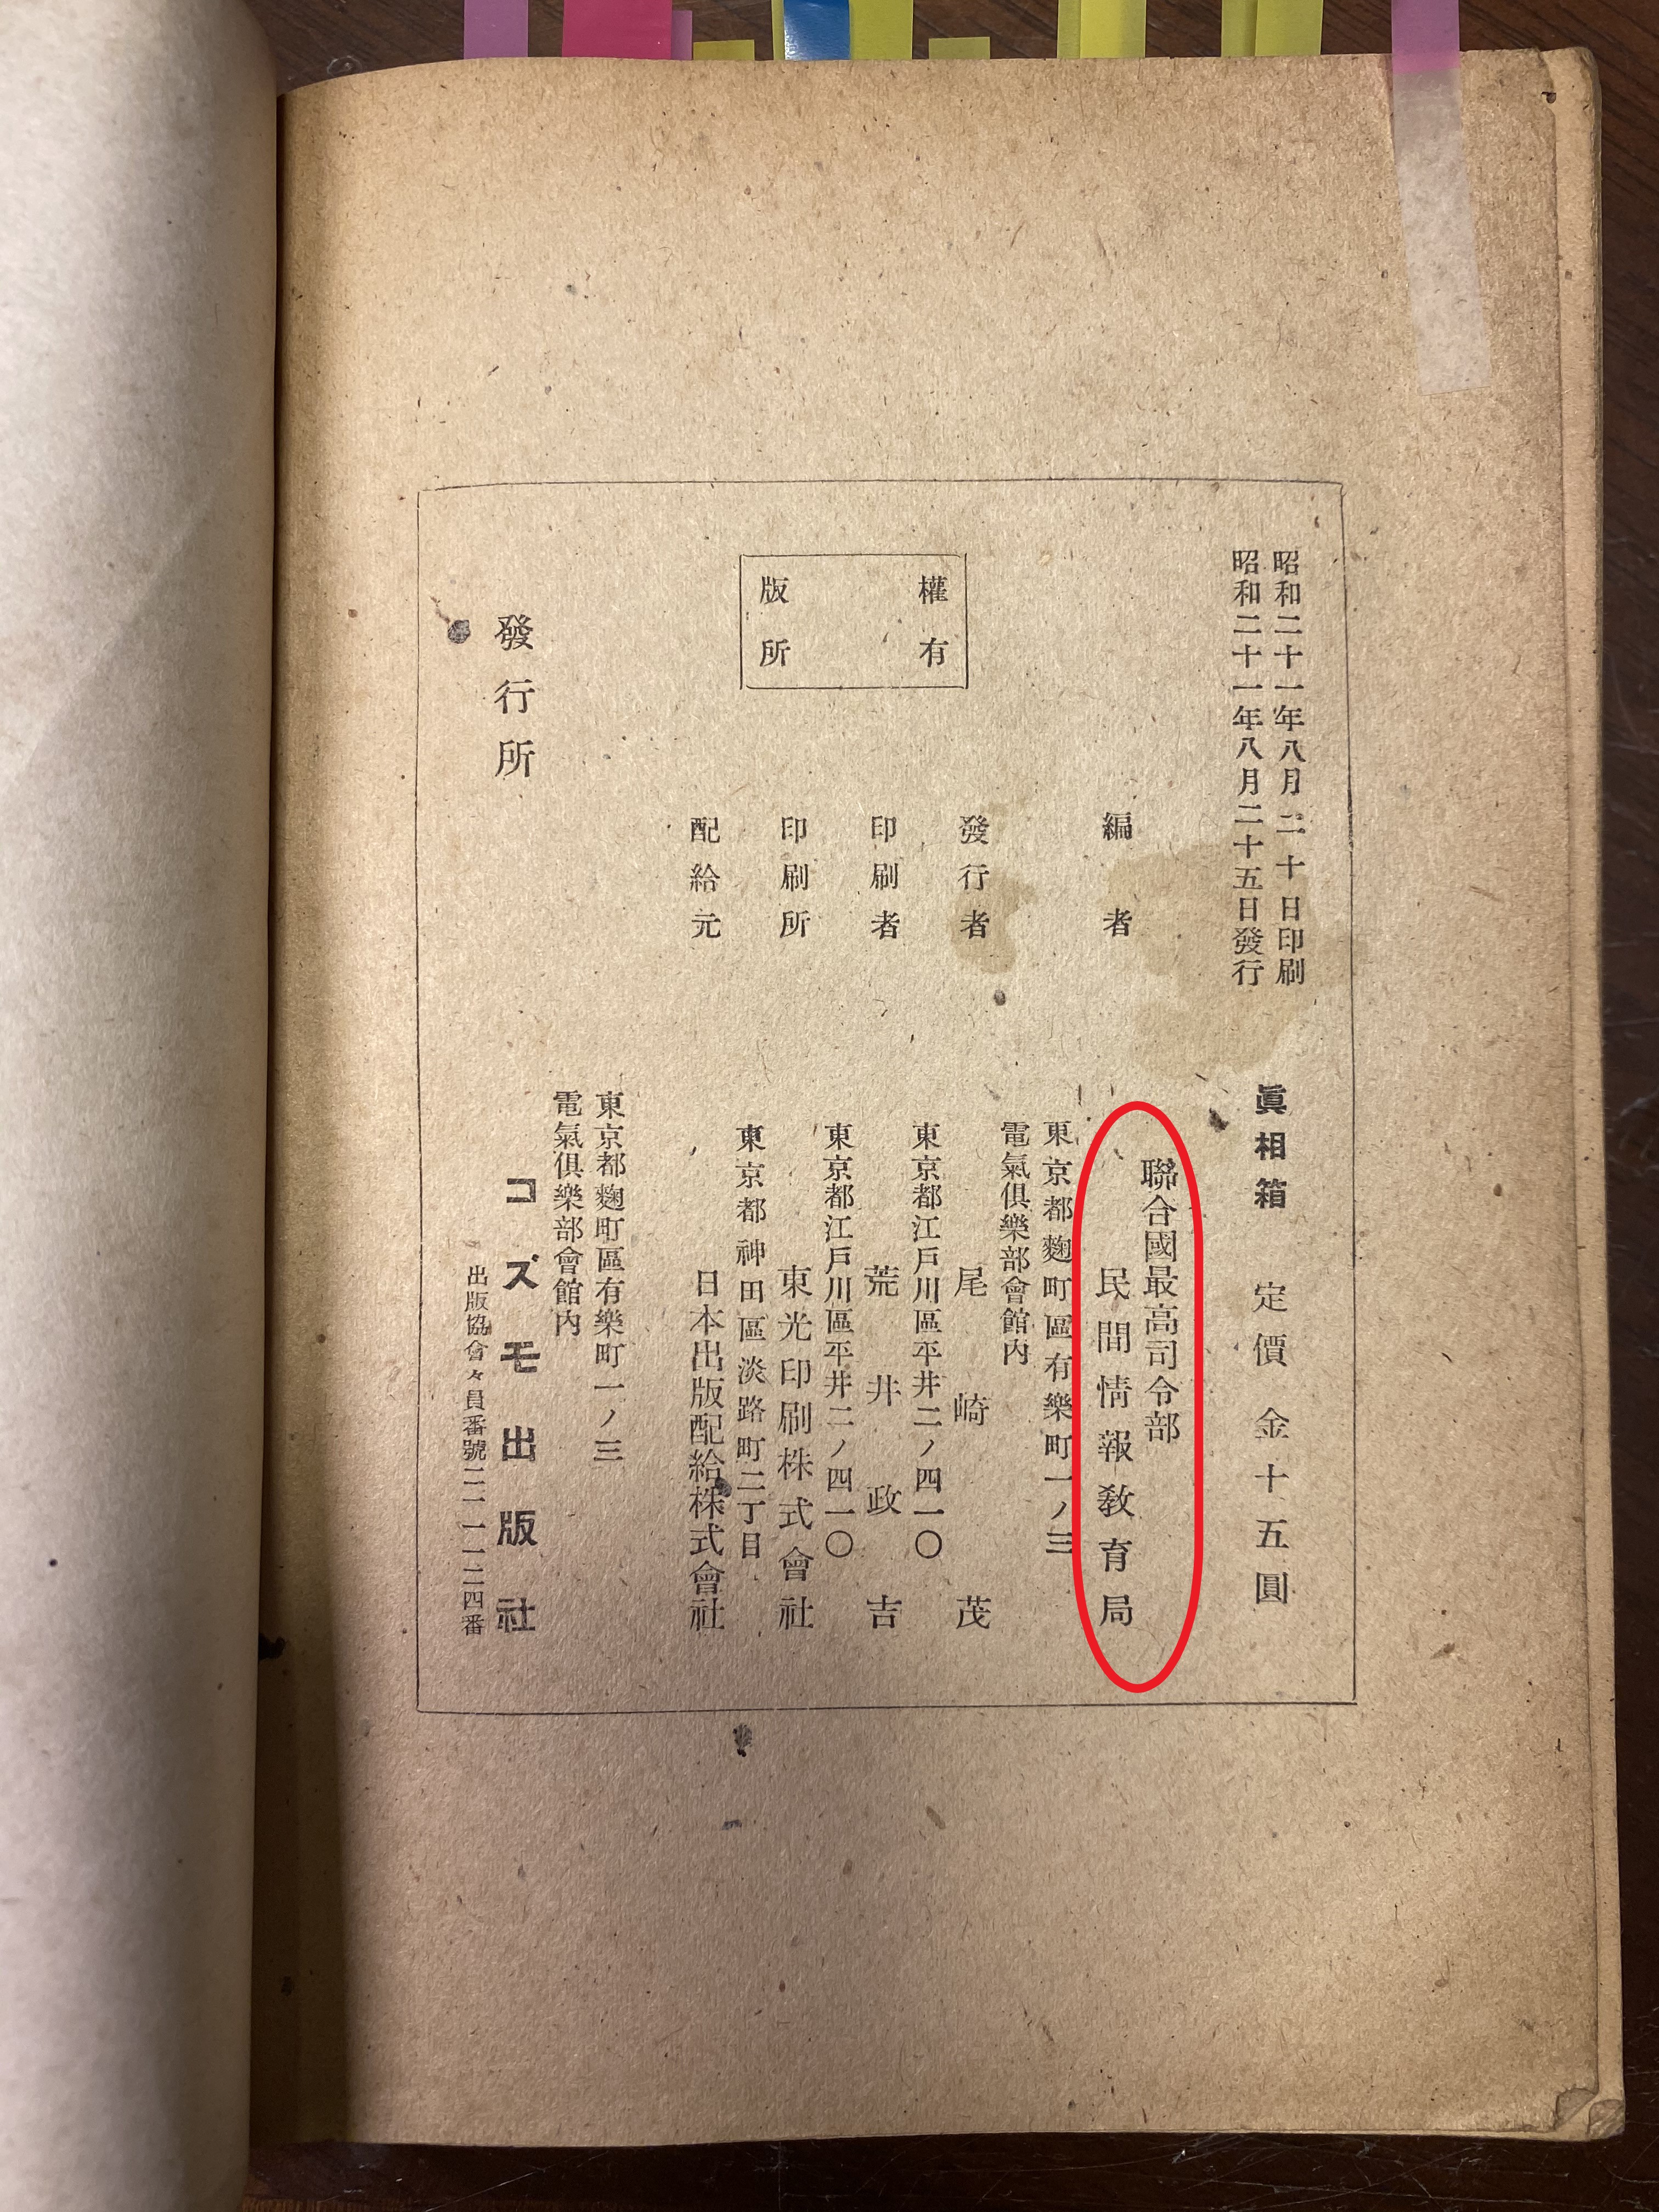 昭和二十一年八月二十日印刷
昭和二十一年八月二十五日發行
眞相箱　定價　金十五圓
編者
聯合國最高司令部
民間情報敎育局
東京都麴町區有樂町一ノ三
電氣俱樂部會館內
發行者
尾崎茂
東京都江戶川區平井二ノ四一〇
印刷者
荒井政吉
東京都江戶川區平井二ノ四一〇
印刷所
東光印刷株式會社
東京都神田區淡路町二丁目
配給元
日本出版配給株式會社
權有
版所
東京都麴町區有樂町一ノ三
電氣俱樂部會館內
發行所
コズモ出版社
出版協會々員番號二一一一二四番